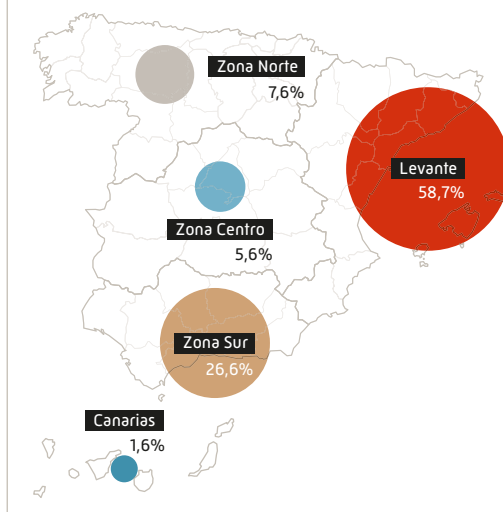 Zona Norte
7,6%
Levante
58,7%
Zona Centro
5,6%
Zona Sur
26,6%
Canarias
1,6%